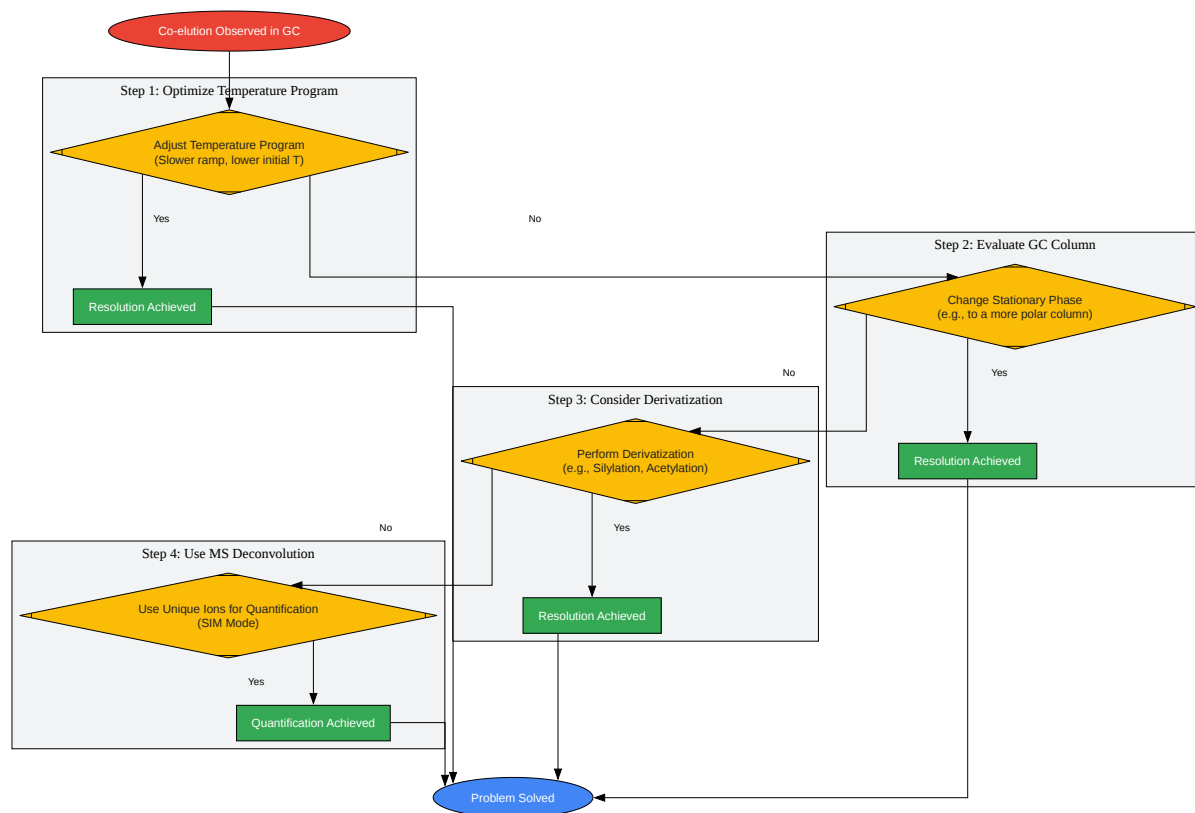 Co-elution Observed in GC
Step 1: Optimize Temperature Program
Adjust Temperature Program
(Slower ramp, lower initial T)
Yes
No
Resolution Achieved
Step 2: Evaluate GC Column
Change Stationary Phase
(e.g., to a more polar column)
No
Yes
Resolution Achieved
Step 3: Consider Derivatization
Perform Derivatization
(e.g., Silylation, Acetylation)
No
Yes
Resolution Achieved
Step 4: Use MS Deconvolution
Use Unique Ions for Quantification
(SIM Mode)
Yes
Quantification Achieved
Problem Solved